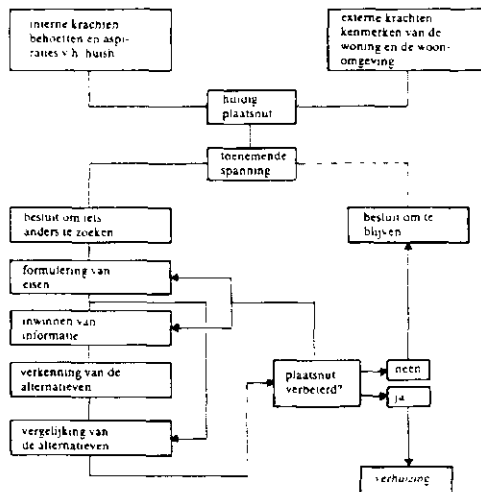 interne krachten
behoeften en aspi-
raties v.h. huish.
externe krachten
kenmerken van de
woning en de woon-
omgeving
huidig
plaatsnut
toenemende
spanning
besluit om iets
anders te zoeken
besluit om te
blijven
formulering van
eisen
inwinnen van
informatie
verkenning van de
alternatieven
vergelijking van
de alternatieven
plaatsnut
verbeterd?
neen
ja
verhuizing